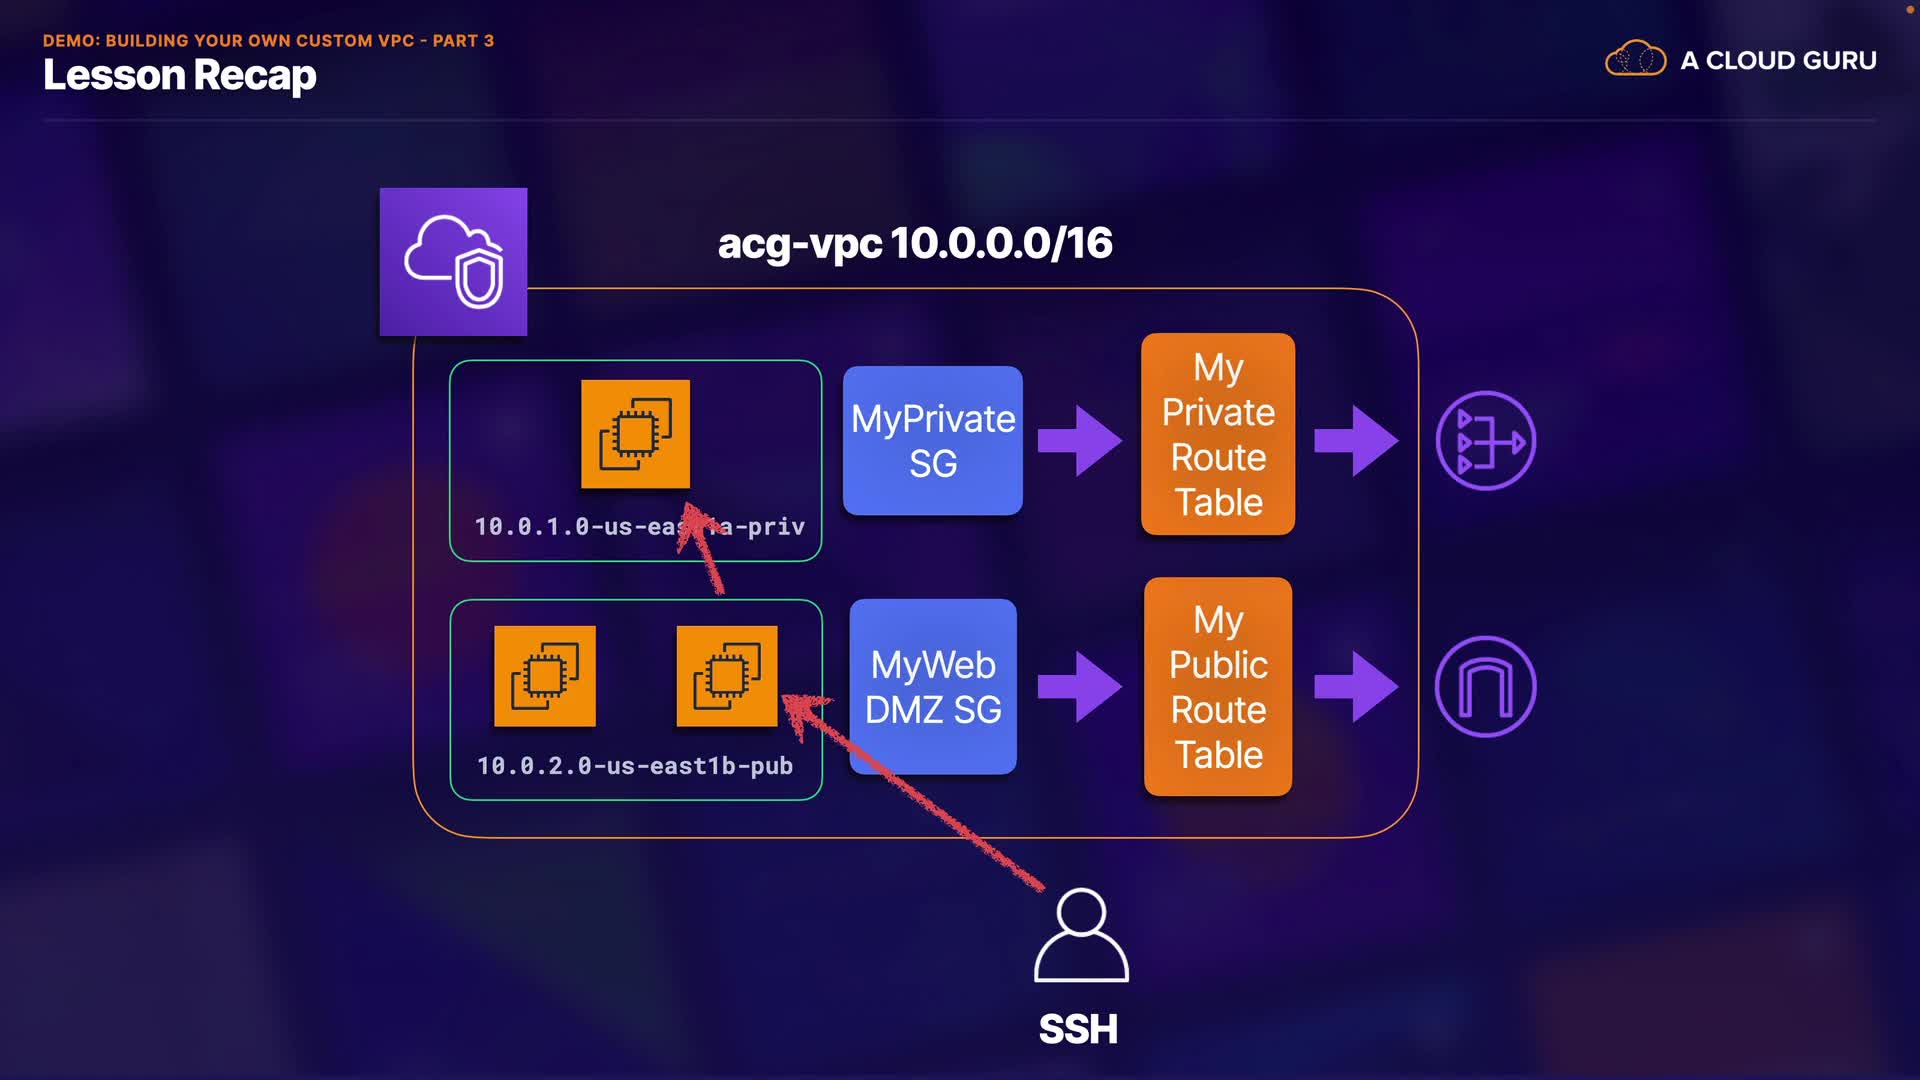 DEMO: BUILDING YOUR OWN CUSTOM VPC - PART 3
Lesson Recap
A CLOUD GURU
acg-vpc 10.0.0.0/16
MyPrivate
SG
My
Private
Route
Table
10.0.1.0-us-east1a-priv
MyWeb
DMZ SG
My
Public
Route
Table
10.0.2.0-us-east1b-pub
SSH